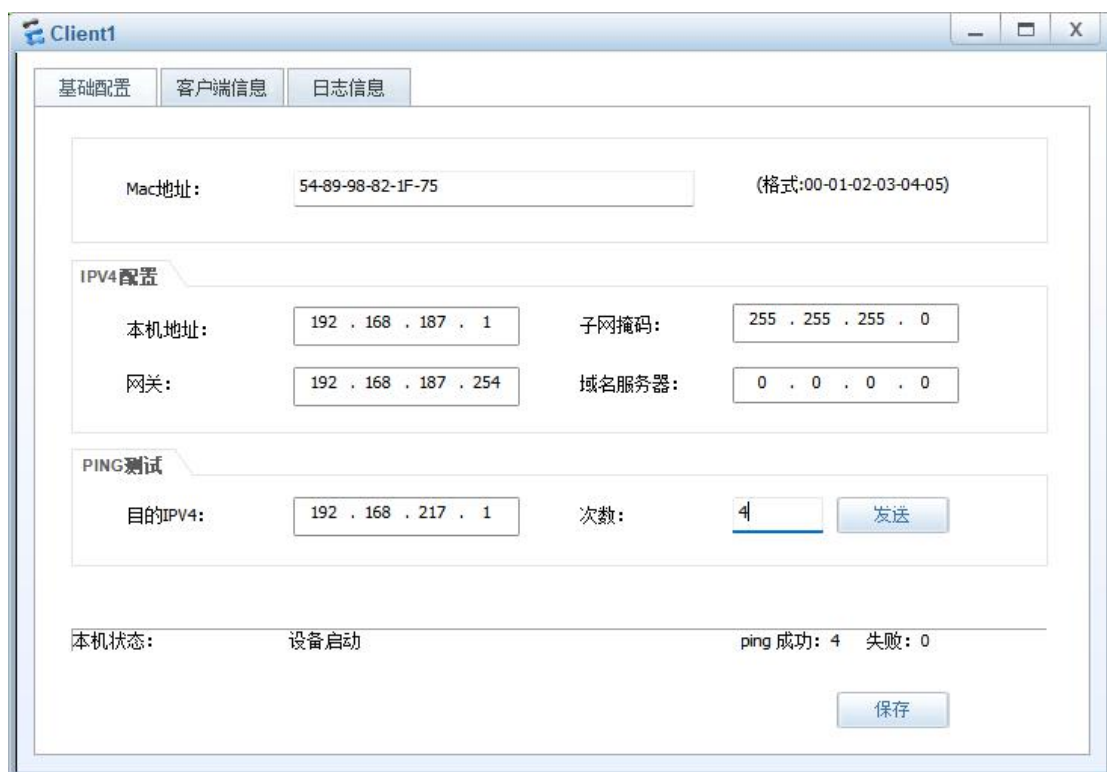 Client1
基础配置 客户端信息 日志信息
Mac地址: 54-89-98-82-1F-75 (格式:00-01-02-03-04-05)
IPV4配置
本机地址: 192 . 168 . 187 . 1 子网掩码: 255 . 255 . 255 . 0
网关: 192 . 168 . 187 . 254 域名服务器: 0 . 0 . 0 . 0
PING测试
目的IPV4: 192 . 168 . 217 . 1 次数: 4 发送
本机状态: 设备启动 ping 成功: 4 失败: 0
保存